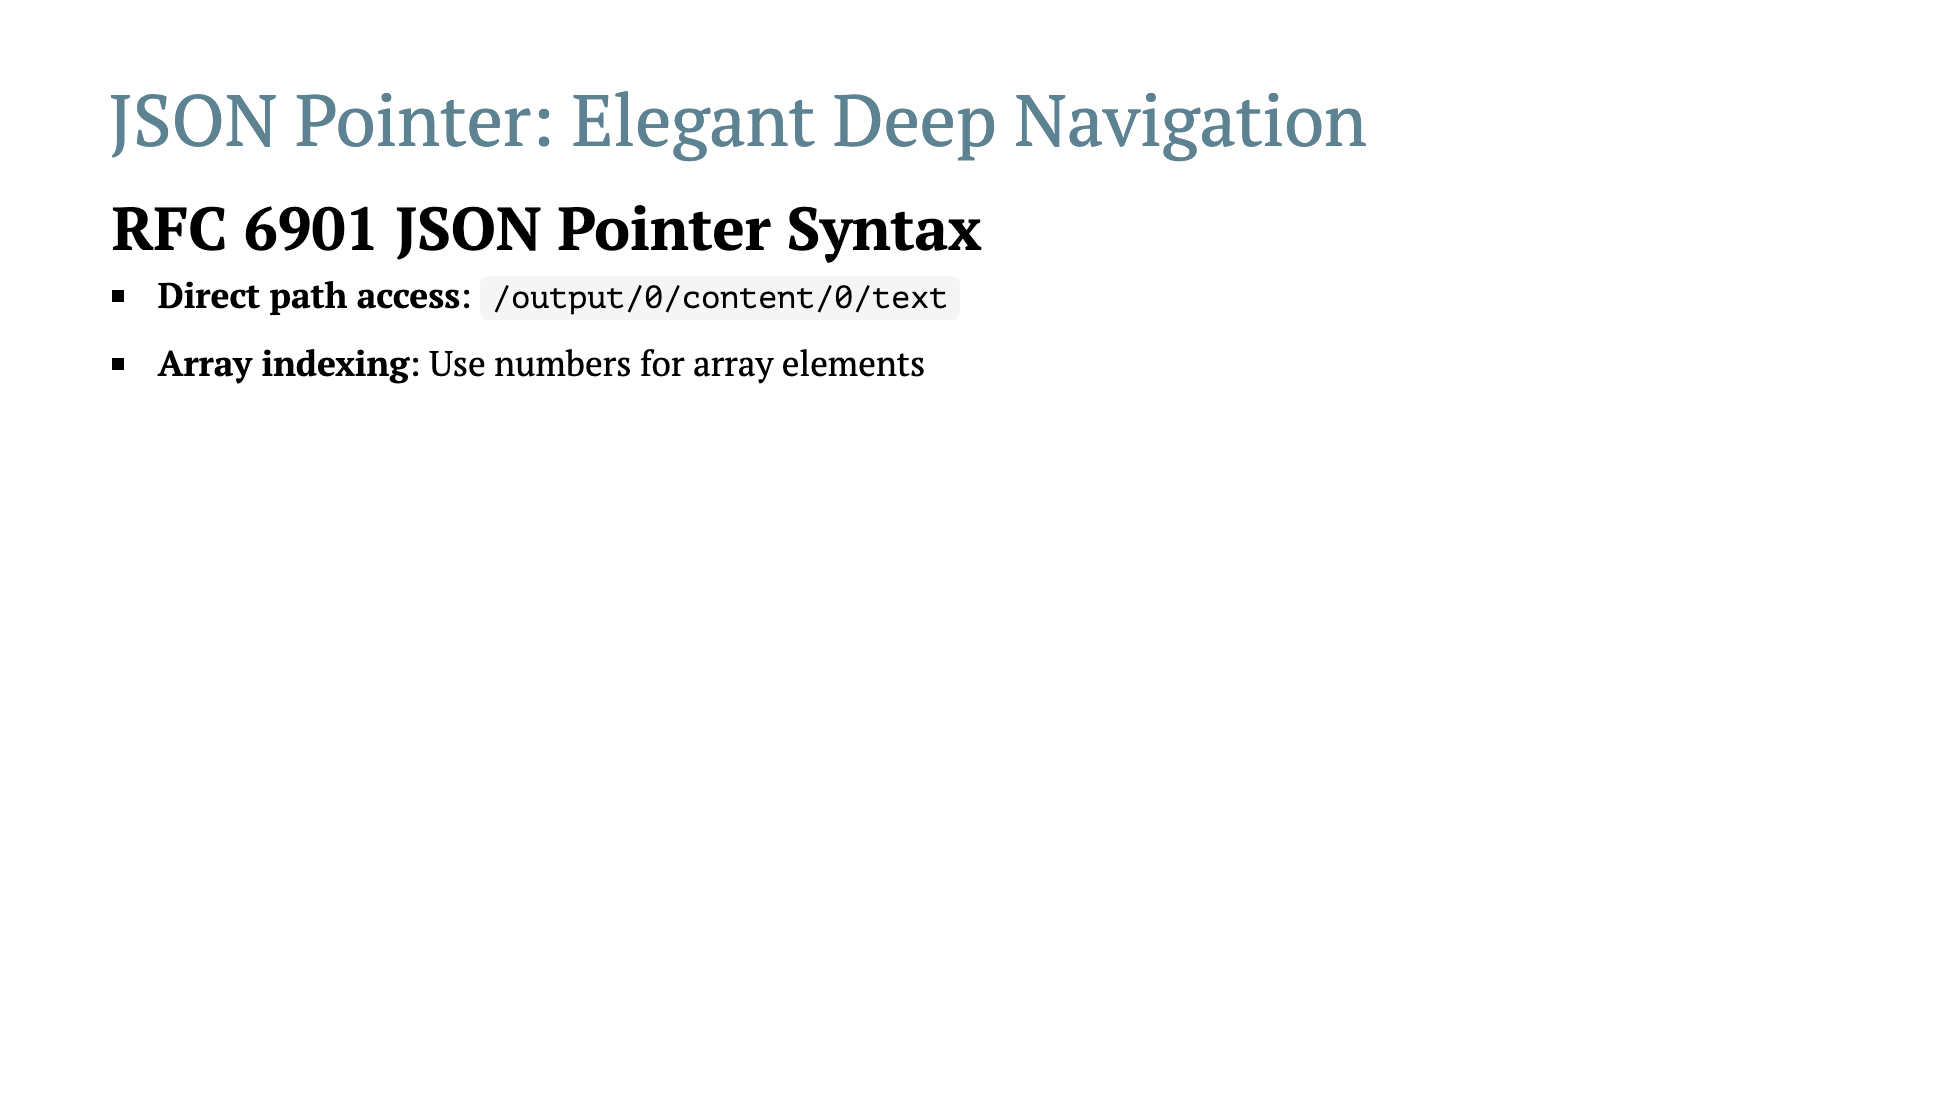 JSON Pointer: Elegant Deep Navigation
RFC 6901 JSON Pointer Syntax
▪ Direct path access: /output/0/content/0/text
▪ Array indexing: Use numbers for array elements